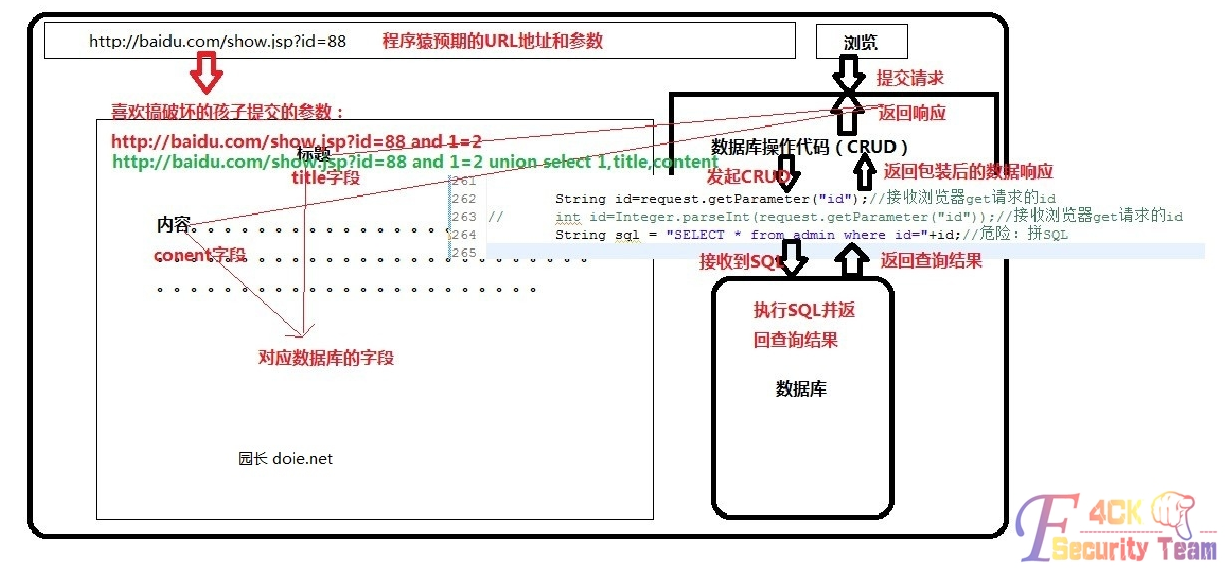 http://baidu.com/show.jsp?id=88 程序猿预期的URL地址和参数
浏览
提交请求
喜欢搞破坏的孩子提交的参数：
返回响应
http://baidu.com/show.jsp?id=88 and 1=2
标题
http://baidu.com/show.jsp?id=88 and 1=2 union select 1,title,content
title字段
数据库操作代码（CRUD）
发起CRUD
返回包装后的数据响应
261
262 String id=request.getParameter("id");//接收浏览器get请求的id
263 // int id=Integer.parseInt(request.getParameter("id"));//接收浏览器get请求的id
264 String sql = "SELECT * from admin where id="+id;//危险：拼SQL
265
内容。。。。。。。。。。。。。
conent字段。。。。。。。。。。。。。
。。。。。。。。。。。。。。。。。。。。。。。
接收到SQL
返回查询结果
执行SQL并返
回查询结果
对应数据库的字段
数据库
园长 doie.net
F4CK
Security Team